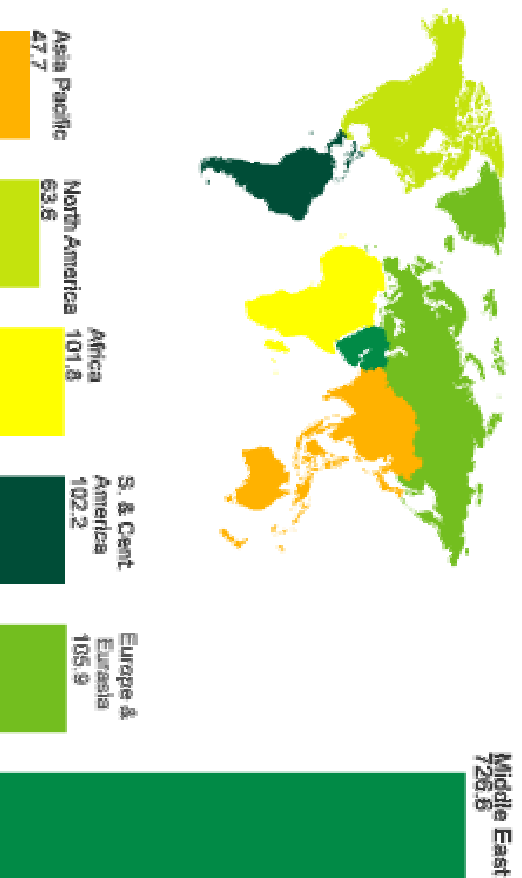 Asia Pacific
47.7
North America
63.6
Africa
101.8
S. & Cent
America
102.2
Europe &
Eurasia
105.9
Middle East
726.6